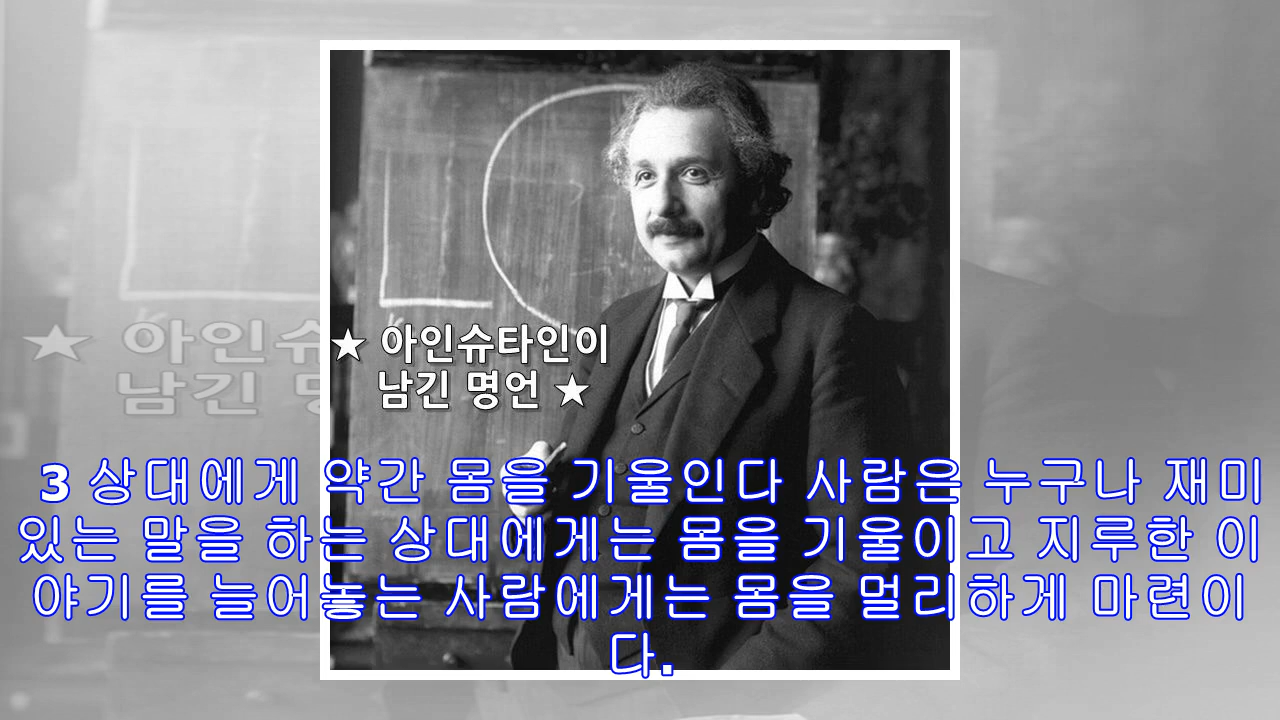 ★ 아인슈타인이
남긴 명언 ★
3 상대에게 약간 몸을 기울인다 사람은 누구나 재미
있는 말을 하는 상대에게는 몸을 기울이고 지루한 이
야기를 늘어놓는 사람에게는 몸을 멀리하게 마련이
다.